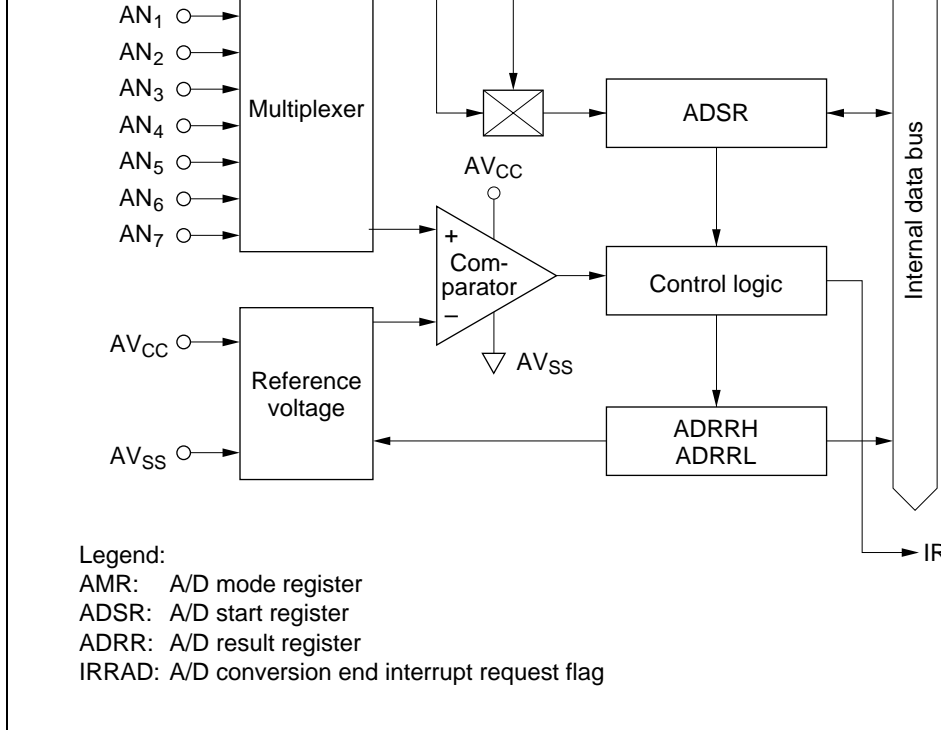 AN1
AN2
AN3
AN4
AN5
AN6
AN7
Multiplexer
ADSR
AVCC
+
Com-
parator
−
AVSS
Control logic
Internal data bus
AVCC
AVSS
Reference
voltage
ADRRH
ADRRL
Legend:
AMR: A/D mode register
ADSR: A/D start register
ADRR: A/D result register
IRRAD: A/D conversion end interrupt request flag